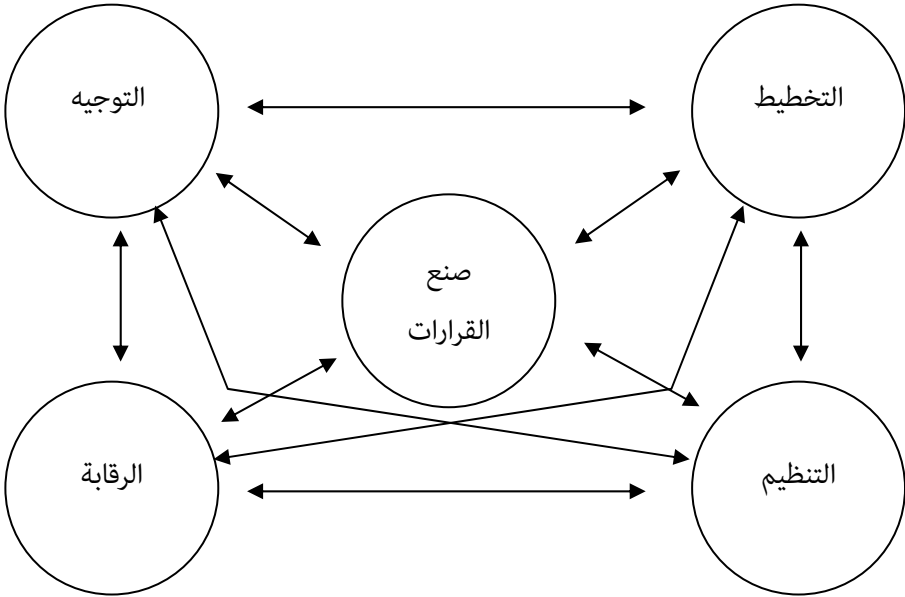 التخطيط
التوجيه
صنع
القرارات
التنظيم
الرقابة